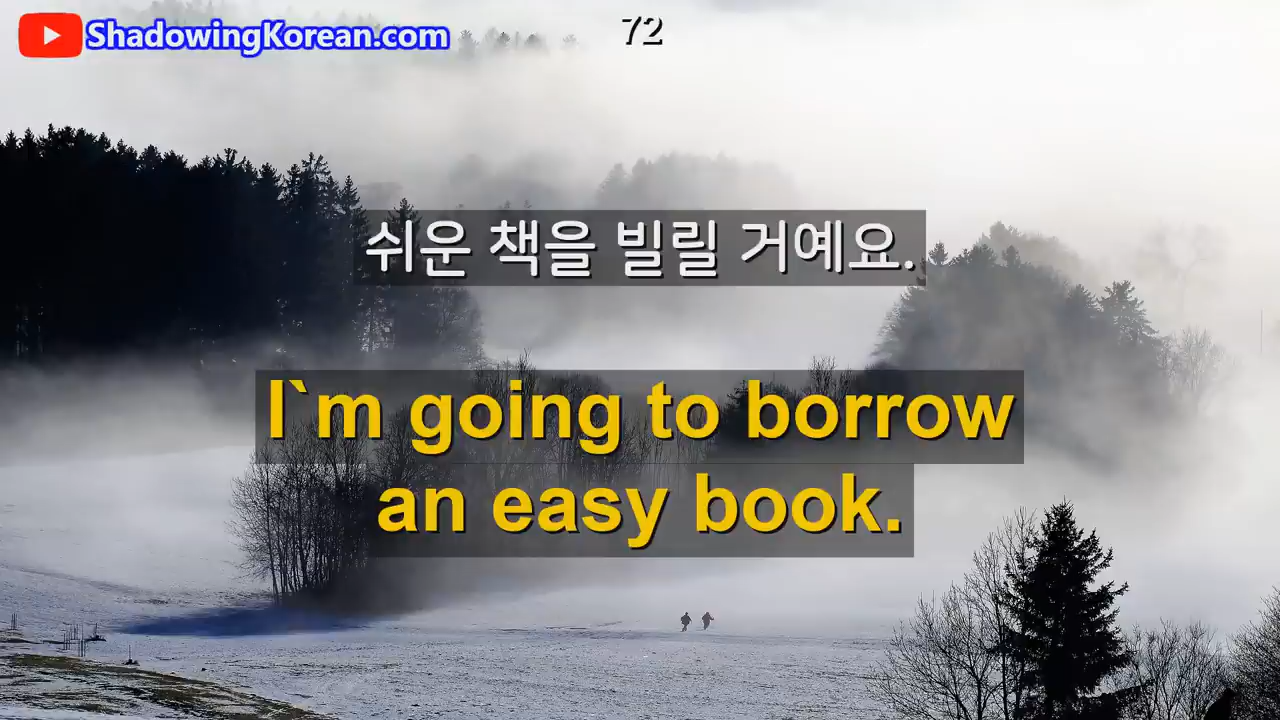 ShadowingKorean.com
72
쉬운 책을 빌릴 거예요.
I`m going to borrow
an easy book.